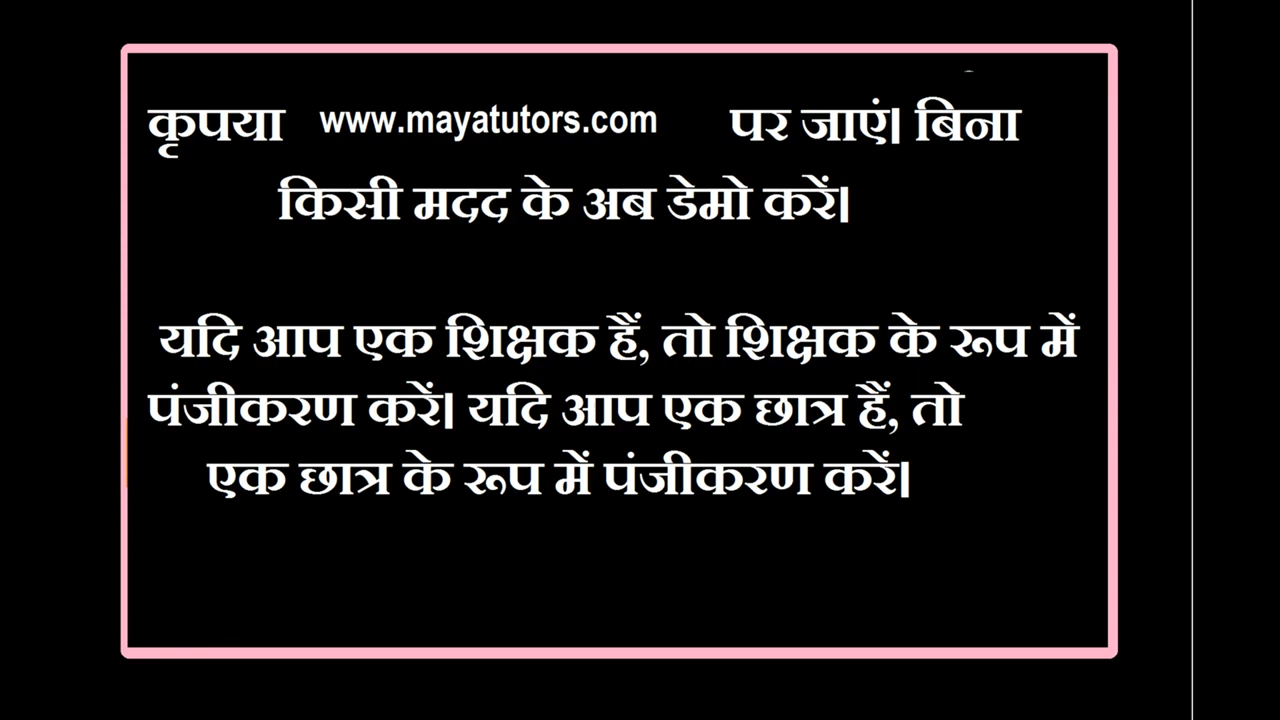 कृपया www.mayatutors.com पर जाएं। बिना
किसी मदद के अब डेमो करें।
यदि आप एक शिक्षक हैं, तो शिक्षक के रूप में
पंजीकरण करें। यदि आप एक छात्र हैं, तो
एक छात्र के रूप में पंजीकरण करें।